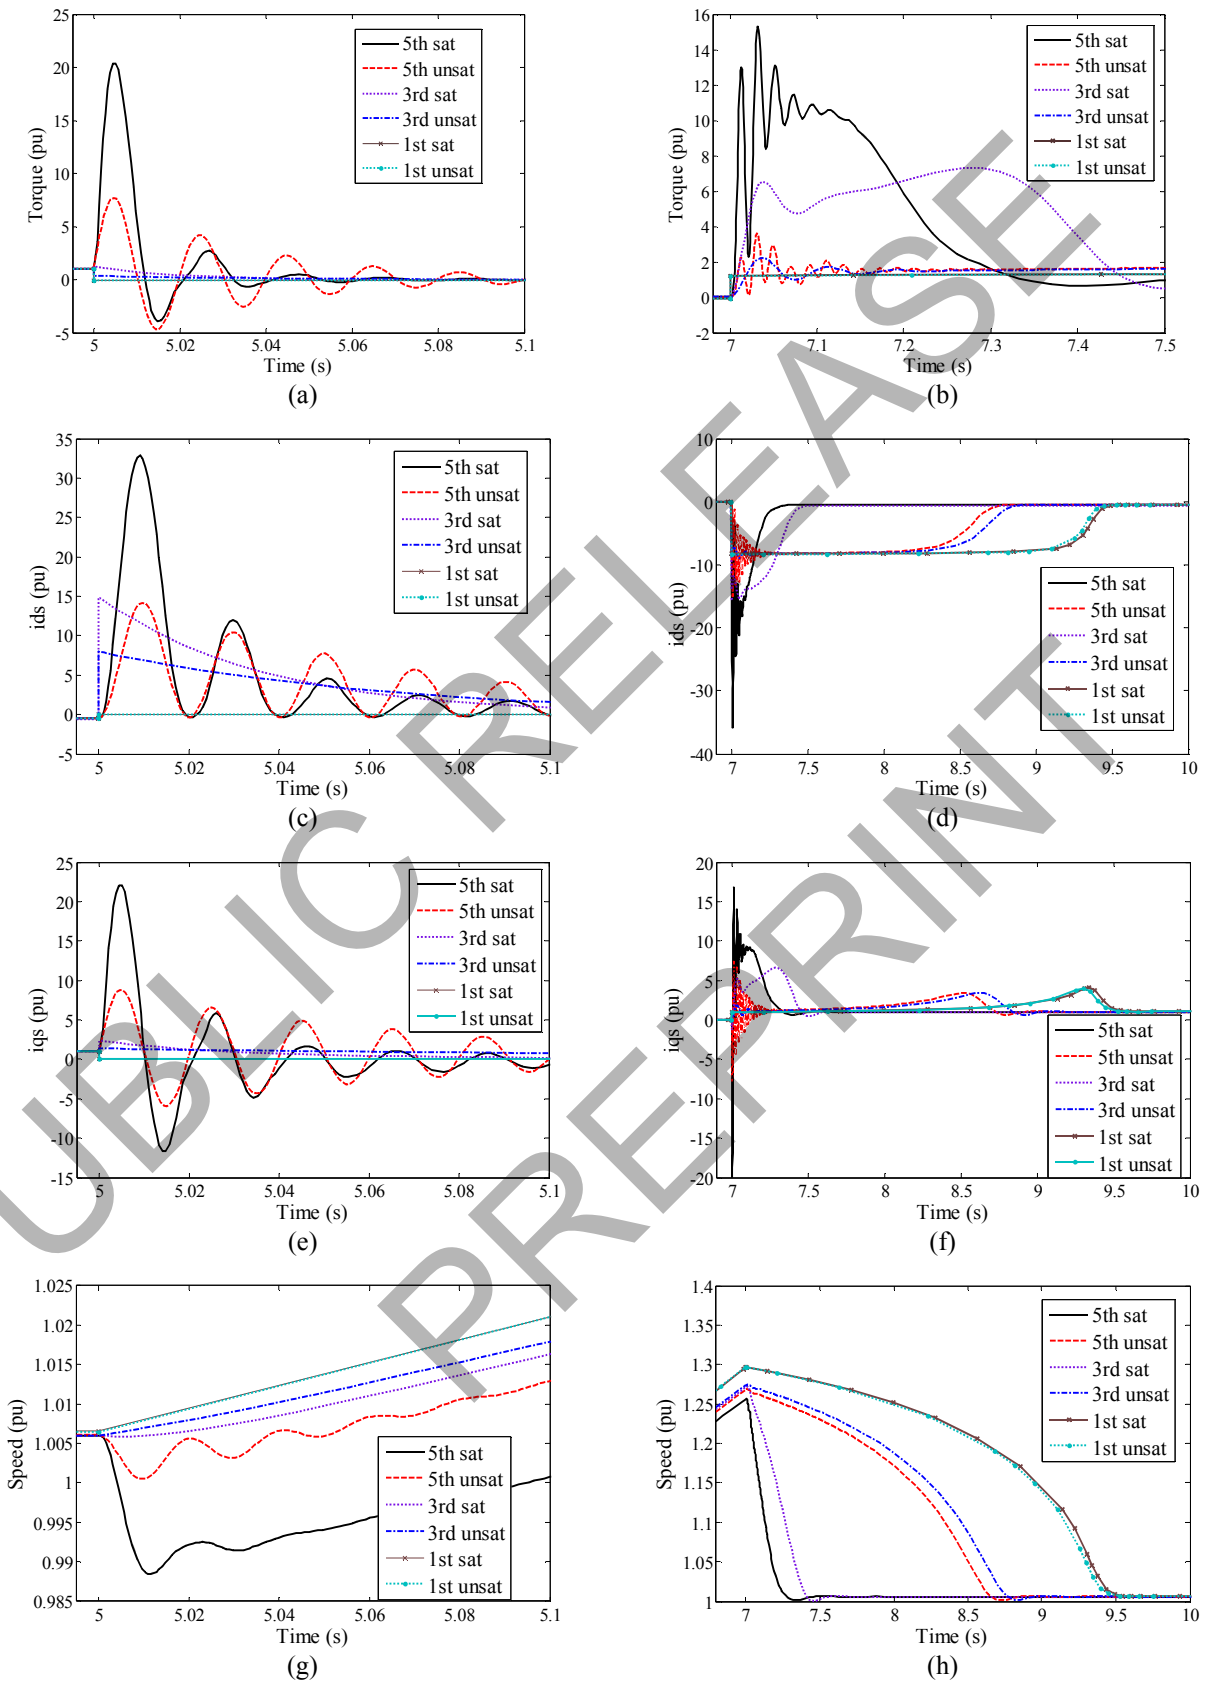 25
20
15
10
5
0
-5
Torque (pu)
5th sat
5th unsat
3rd sat
3rd unsat
1st sat
1st unsat
5
5.02
5.04
5.06
5.08
5.1
Time (s)
(a)
16
14
12
10
8
6
4
2
0
-2
Torque (pu)
5th sat
5th unsat
3rd sat
3rd unsat
1st sat
1st unsat
7
7.1
7.2
7.3
7.4
7.5
Time (s)
(b)
35
30
25
20
15
10
5
0
-5
ids (pu)
5th sat
5th unsat
3rd sat
3rd unsat
1st sat
1st unsat
5
5.02
5.04
5.06
5.08
5.1
Time (s)
(c)
10
0
-10
-20
-30
-40
ids (pu)
5th sat
5th unsat
3rd sat
3rd unsat
1st sat
1st unsat
7
7.5
8
8.5
9
9.5
10
Time (s)
(d)
25
20
15
10
5
0
-5
-10
-15
iqs (pu)
5th sat
5th unsat
3rd sat
3rd unsat
1st sat
1st unsat
5
5.02
5.04
5.06
5.08
5.1
Time (s)
(e)
20
15
10
5
0
-5
-10
-15
-20
iqs (pu)
5th sat
5th unsat
3rd sat
3rd unsat
1st sat
1st unsat
7
7.5
8
8.5
9
9.5
10
Time (s)
(f)
1.025
1.02
1.015
1.01
1.005
1
0.995
0.99
0.985
Speed (pu)
5th sat
5th unsat
3rd sat
3rd unsat
1st sat
1st unsat
5
5.02
5.04
5.06
5.08
5.1
Time (s)
(g)
1.4
1.35
1.3
1.25
1.2
1.15
1.1
1.05
1
Speed (pu)
5th sat
5th unsat
3rd sat
3rd unsat
1st sat
1st unsat
7
7.5
8
8.5
9
9.5
10
Time (s)
(h)
UBLIC RELEASE
PREPRINT